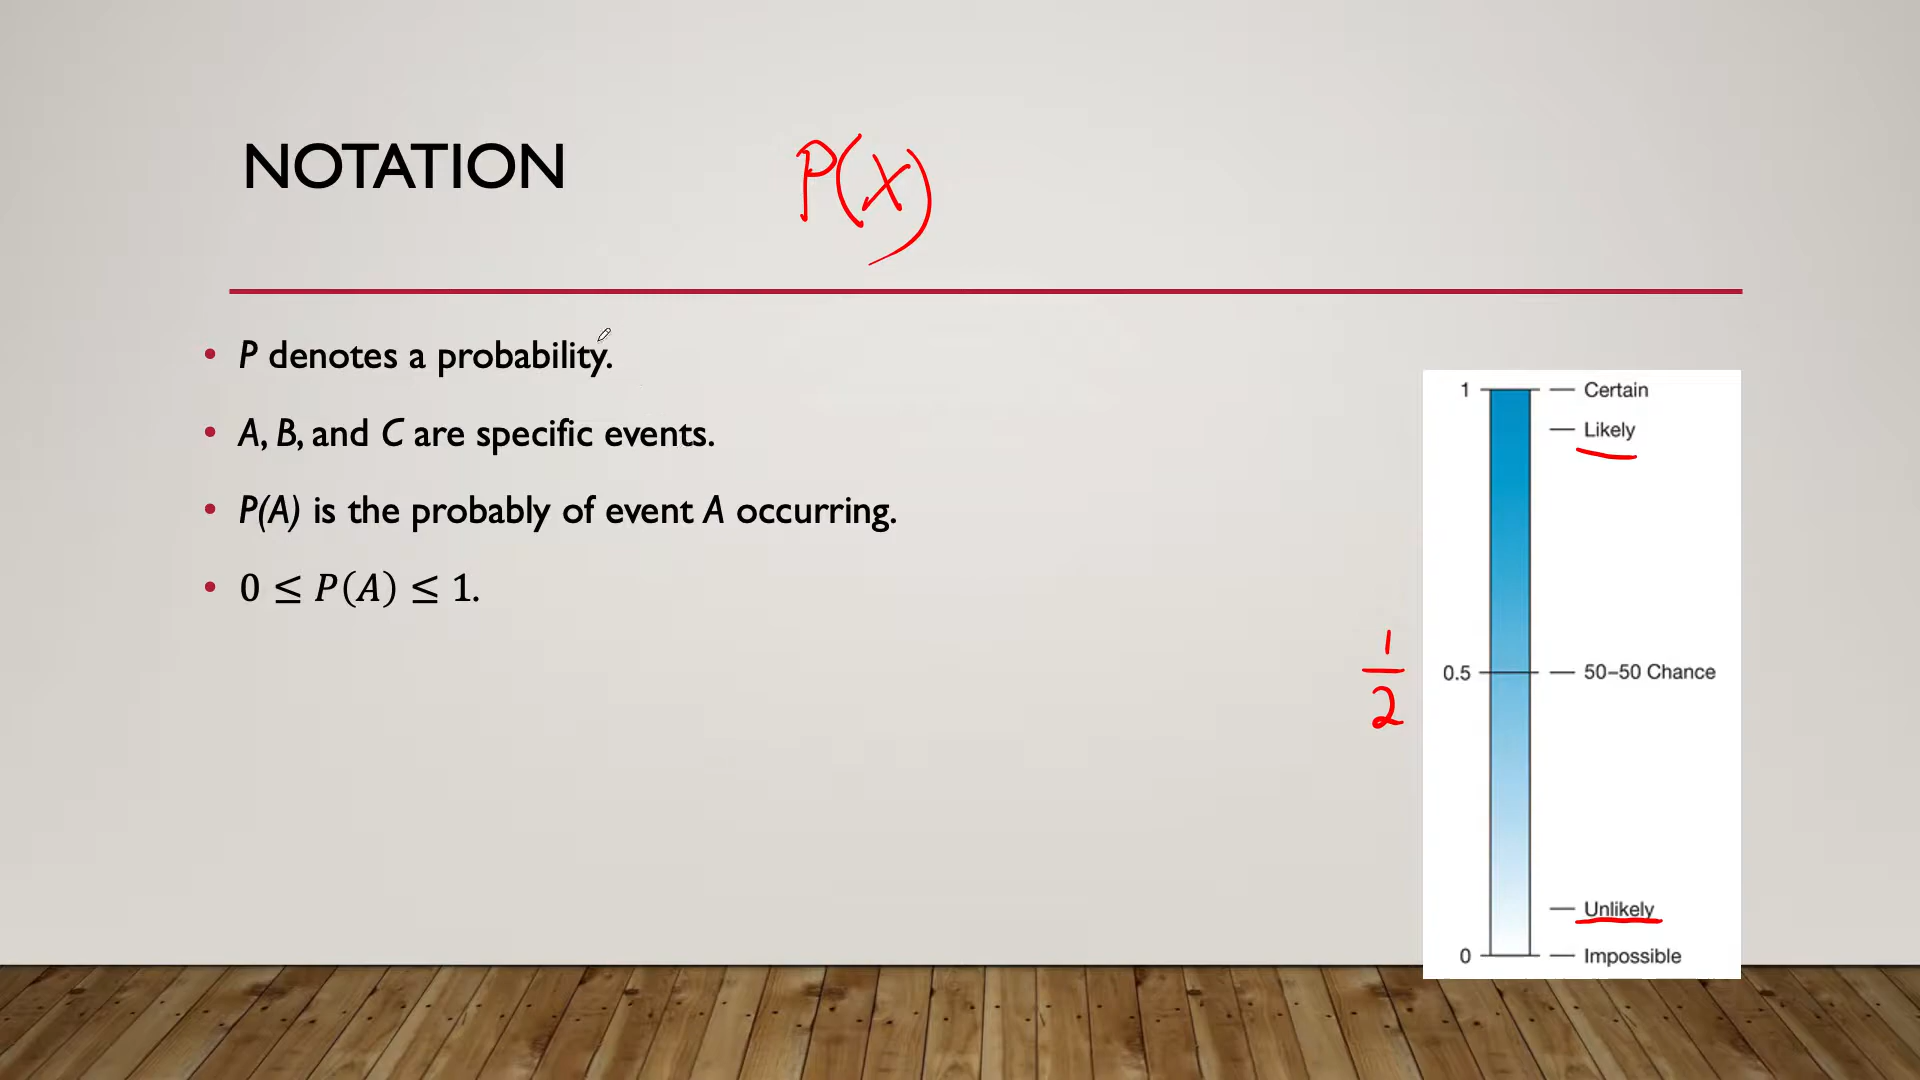 NOTATION
P(X)
• P denotes a probability.
• A, B, and C are specific events.
• P(A) is the probably of event A occurring.
• 0 ≤ P(A) ≤ 1.
1 — Certain
— Likely
1/2
0.5 — 50–50 Chance
— Unlikely
0 — Impossible